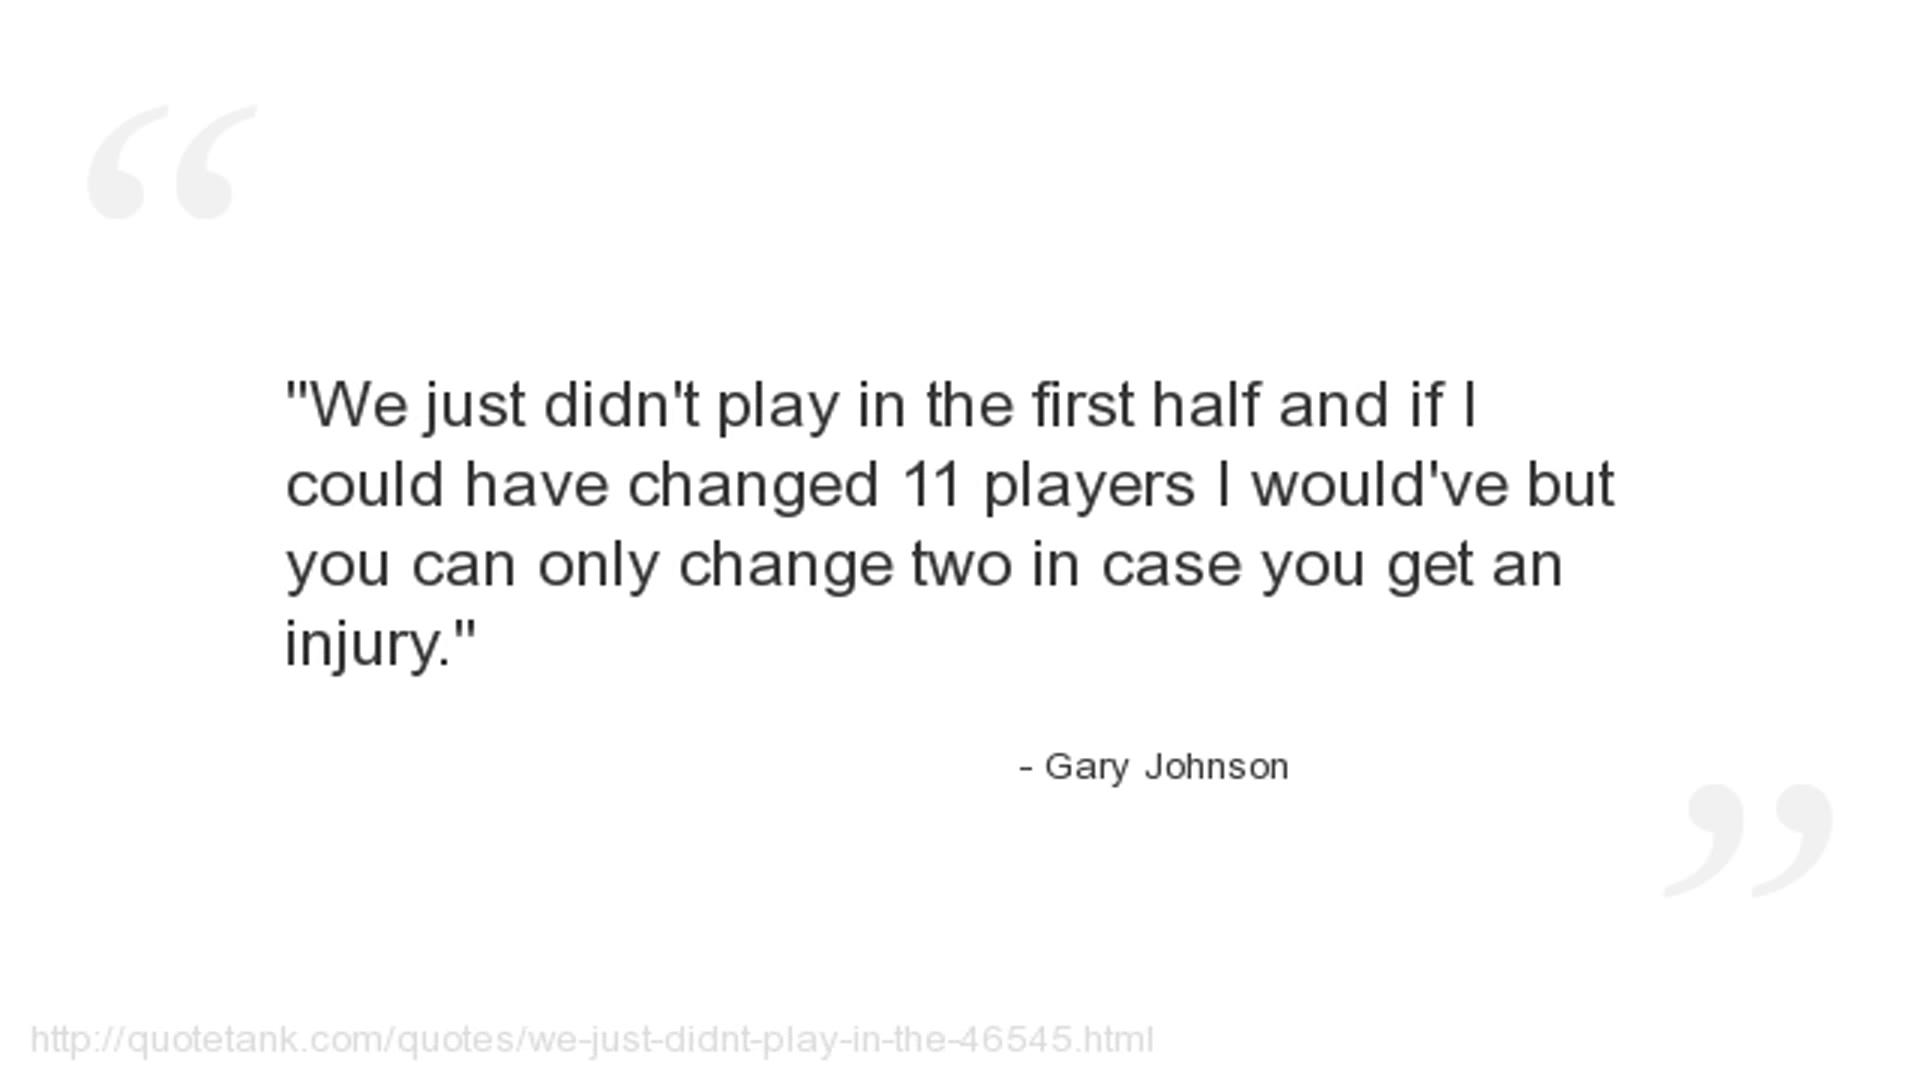 "We just didn't play in the first half and if I
could have changed 11 players I would've but
you can only change two in case you get an
injury."
- Gary Johnson
http://quotetank.com/quotes/we-just-didnt-play-in-the-46545.html